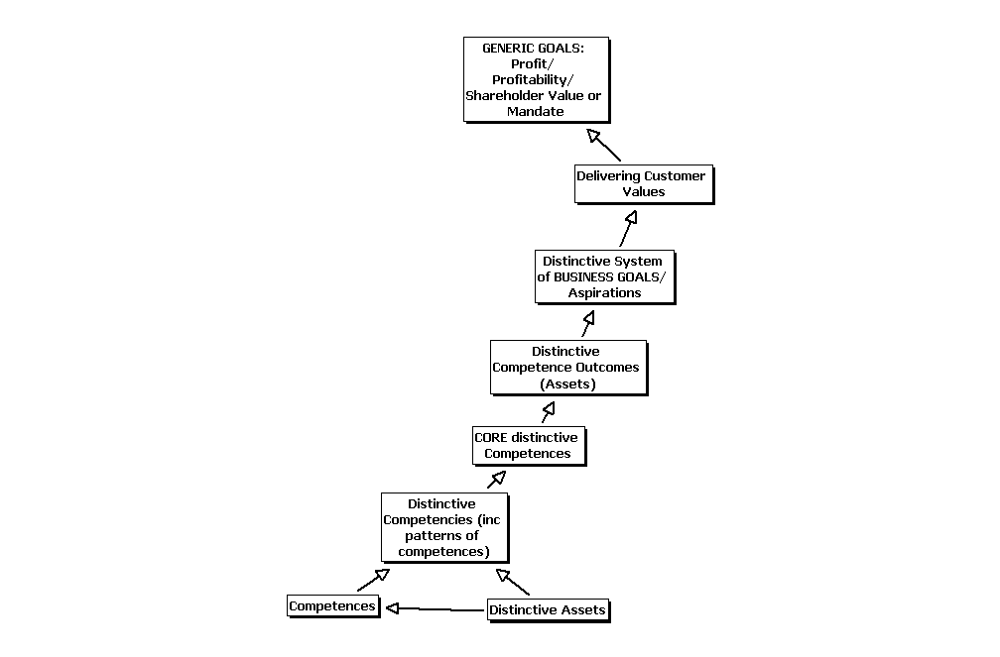 GENERIC GOALS:
Profit/
Profitability/
Shareholder Value or
Mandate
Delivering Customer
Values
Distinctive System
of BUSINESS GOALS/
Aspirations
Distinctive
Competence Outcomes
(Assets)
CORE distinctive
Competences
Distinctive
Competencies (inc
patterns of
competences)
Competences
Distinctive Assets